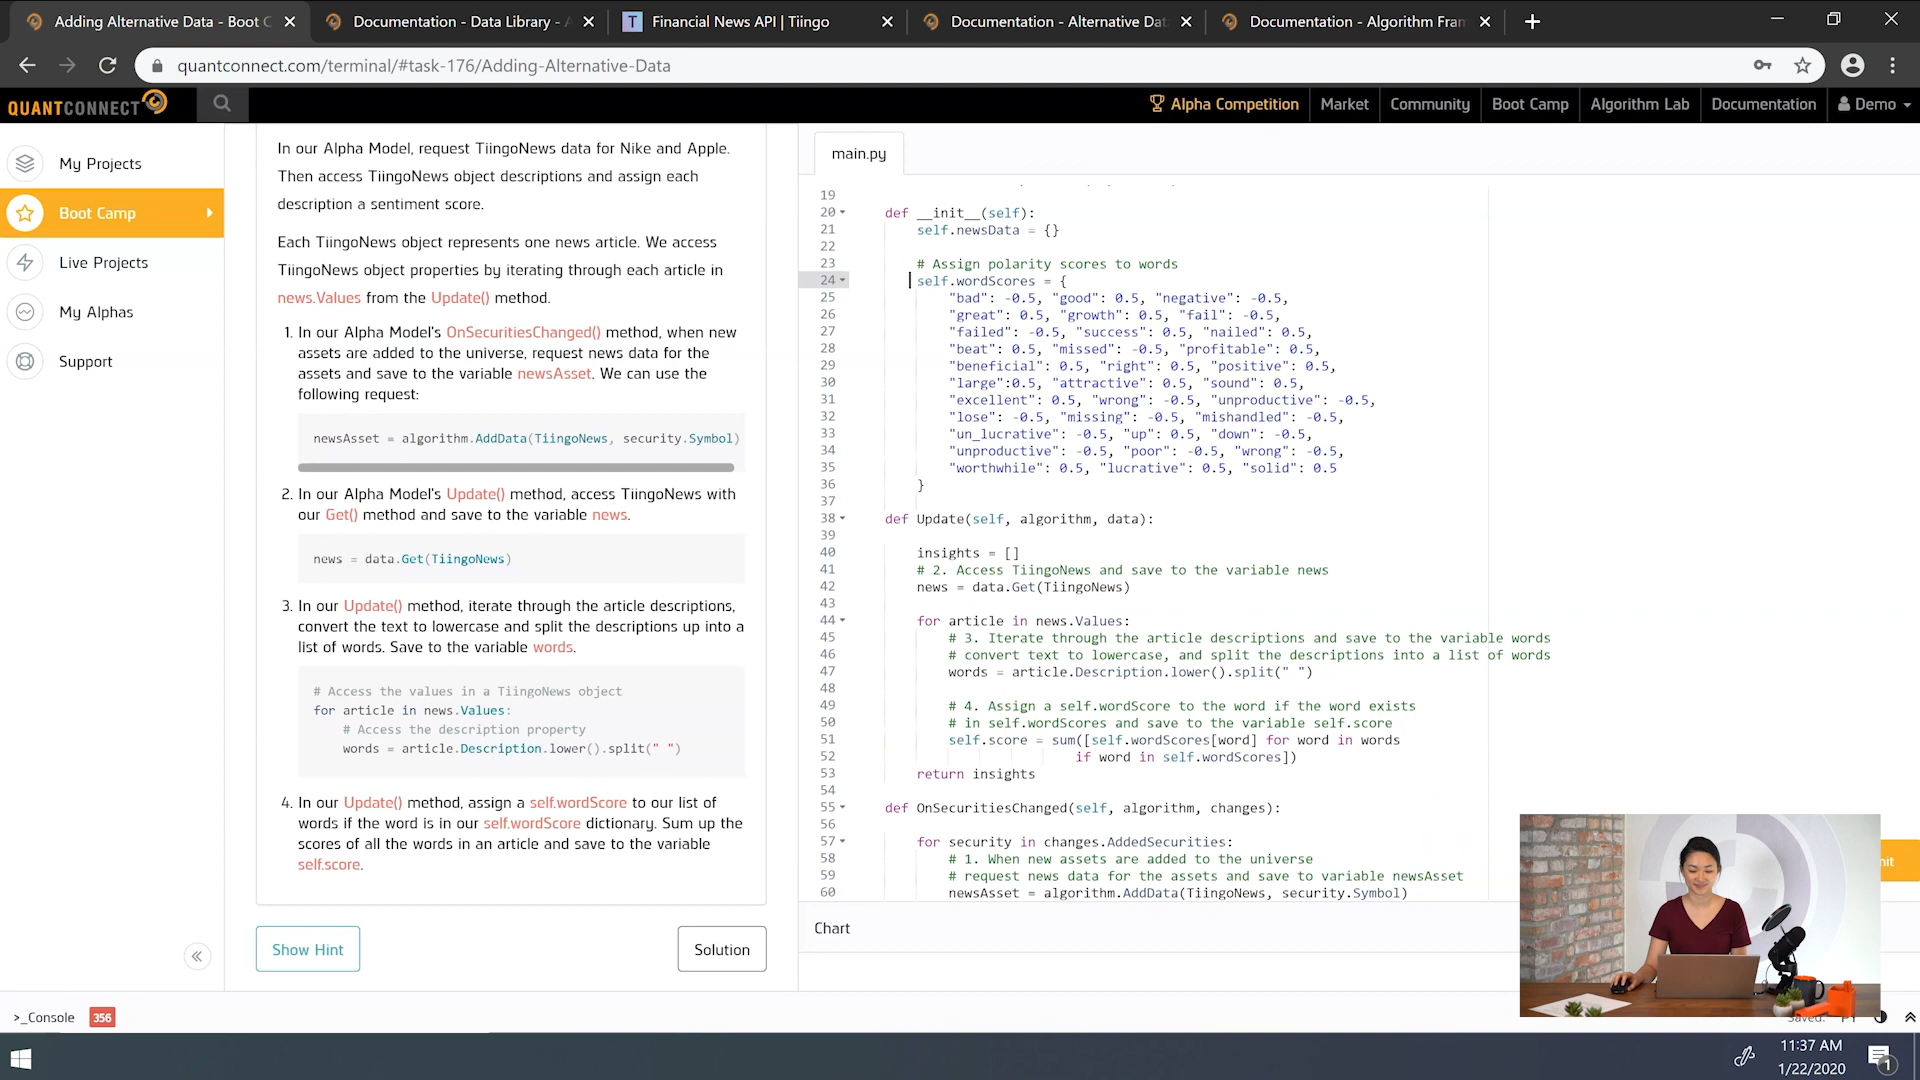 Adding Alternative Data - Boot C
Documentation - Data Library - A
T Financial News API | Tiingo
Documentation - Alternative Dat
Documentation - Algorithm Fram
quantconnect.com/terminal/#task-176/Adding-Alternative-Data
QUANTCONNECT
Alpha Competition
Market
Community
Boot Camp
Algorithm Lab
Documentation
Demo
My Projects
Boot Camp
Live Projects
My Alphas
Support
In our Alpha Model, request TiingoNews data for Nike and Apple.
Then access TiingoNews object descriptions and assign each
description a sentiment score.
Each TiingoNews object represents one news article. We access
TiingoNews object properties by iterating through each article in
news.Values from the Update() method.
1. In our Alpha Model's OnSecuritiesChanged() method, when new
assets are added to the universe, request news data for the
assets and save to the variable newsAsset. We can use the
following request:
newsAsset = algorithm.AddData(TiingoNews, security.Symbol)
2. In our Alpha Model's Update() method, access TiingoNews with
our Get() method and save to the variable news.
news = data.Get(TiingoNews)
3. In our Update() method, iterate through the article descriptions,
convert the text to lowercase and split the descriptions up into a
list of words. Save to the variable words.
# Access the values in a TiingoNews object
for article in news.Values:
# Access the description property
words = article.Description.lower().split(" ")
4. In our Update() method, assign a self.wordScore to our list of
words if the word is in our self.wordScore dictionary. Sum up the
scores of all the words in an article and save to the variable
self.score.
Show Hint
Solution
main.py
19
20 def __init__(self):
21 self.newsData = {}
22
23 # Assign polarity scores to words
24 self.wordScores = {
25 "bad": -0.5, "good": 0.5, "negative": -0.5,
26 "great": 0.5, "growth": 0.5, "fail": -0.5,
27 "failed": -0.5, "success": 0.5, "nailed": 0.5,
28 "beat": 0.5, "missed": -0.5, "profitable": 0.5,
29 "beneficial": 0.5, "right": 0.5, "positive": 0.5,
30 "large":0.5, "attractive": 0.5, "sound": 0.5,
31 "excellent": 0.5, "wrong": -0.5, "unproductive": -0.5,
32 "lose": -0.5, "missing": -0.5, "mishandled": -0.5,
33 "un_lucrative": -0.5, "up": 0.5, "down": -0.5,
34 "unproductive": -0.5, "poor": -0.5, "wrong": -0.5,
35 "worthwhile": 0.5, "lucrative": 0.5, "solid": 0.5
36 }
37
38 def Update(self, algorithm, data):
39
40 insights = []
41 # 2. Access TiingoNews and save to the variable news
42 news = data.Get(TiingoNews)
43
44 for article in news.Values:
45 # 3. Iterate through the article descriptions and save to the variable words
46 # convert text to lowercase, and split the descriptions into a list of words
47 words = article.Description.lower().split(" ")
48
49 # 4. Assign a self.wordScore to the word if the word exists
50 # in self.wordScores and save to the variable self.score
51 self.score = sum([self.wordScores[word] for word in words
52 if word in self.wordScores])
53 return insights
54
55 def OnSecuritiesChanged(self, algorithm, changes):
56
57 for security in changes.AddedSecurities:
58 # 1. When new assets are added to the universe
59 # request news data for the assets and save to variable newsAsset
60 newsAsset = algorithm.AddData(TiingoNews, security.Symbol)
Chart
>_Console 356
11:37 AM
1/22/2020
1